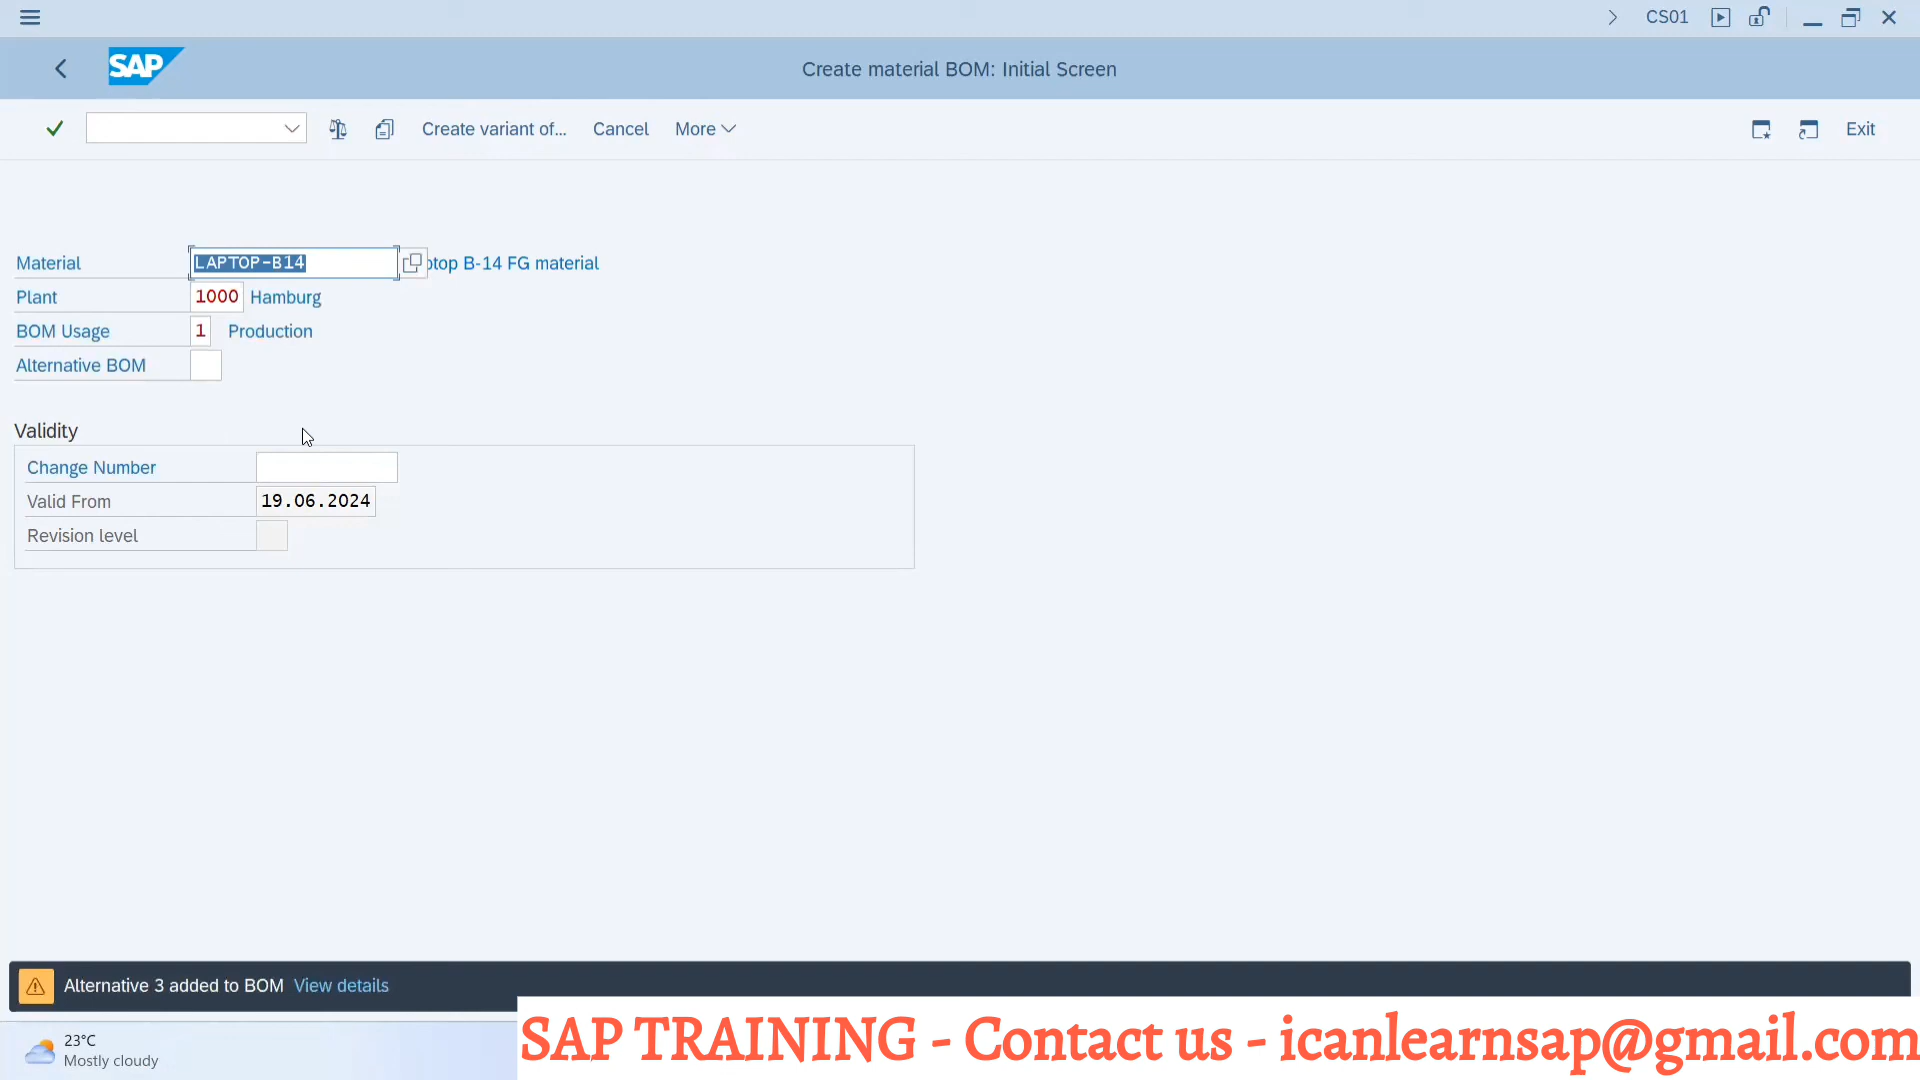 CS01
SAP
Create material BOM: Initial Screen
Create variant of... Cancel More Exit
Material LAPTOP-B14 ptop B-14 FG material
Plant 1000 Hamburg
BOM Usage 1 Production
Alternative BOM
Validity
Change Number
Valid From 19.06.2024
Revision level
Alternative 3 added to BOM View details
23°C
Mostly cloudy
SAP TRAINING - Contact us - icanlearnsap@gmail.com